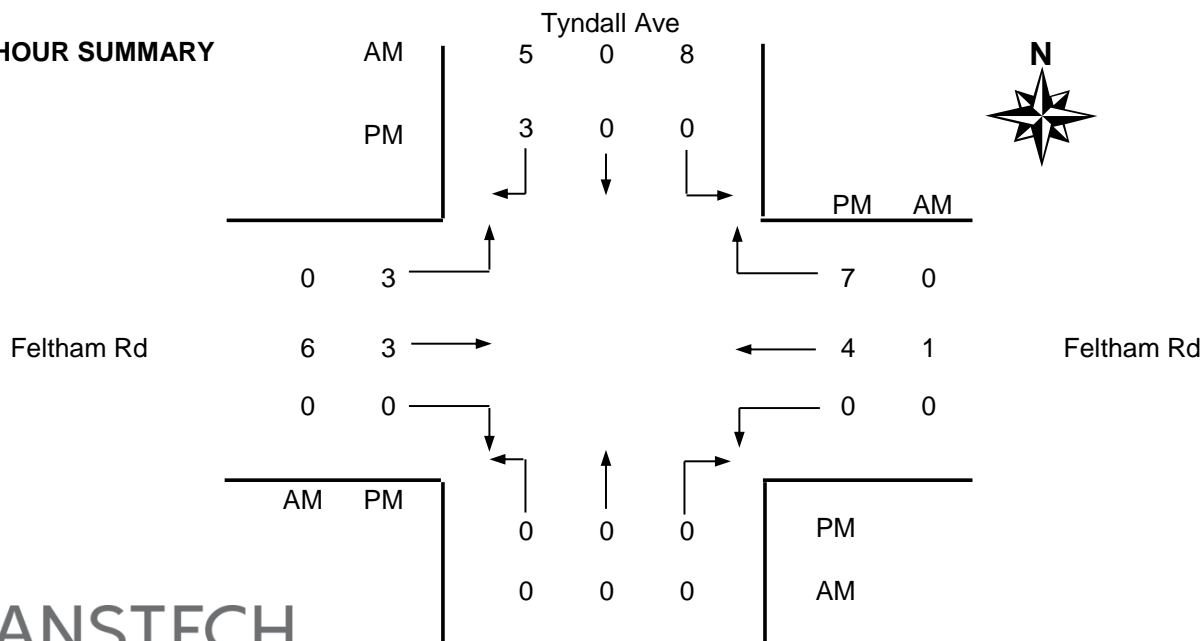 Tyndall Ave
HOUR SUMMARY AM 5 0 8 N
PM 3 0 0
PM AM
0 3 7 0
Feltham Rd 6 3 4 1 Feltham Rd
0 0 0 0
AM PM
0 0 0 PM
0 0 0 AM
ANSTECH